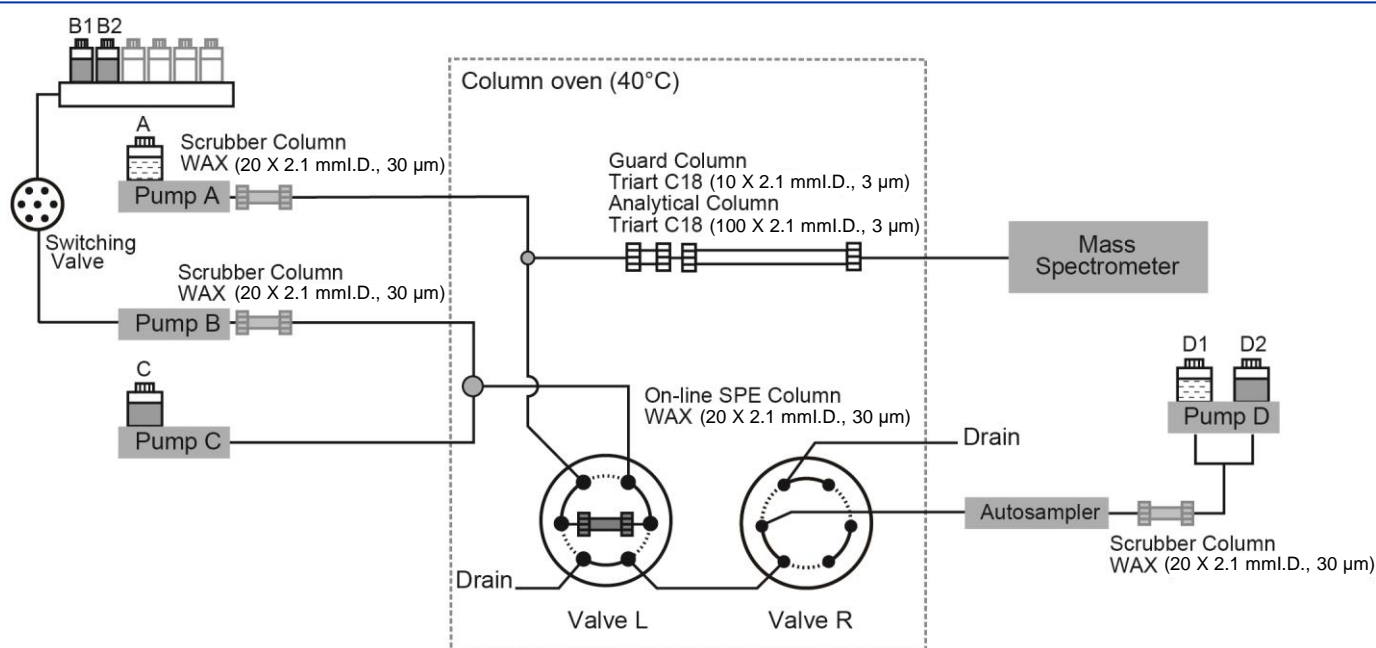 B1 B2
Column oven (40°C)
A
Scrubber Column
WAX (20 X 2.1 mmI.D., 30 µm)
Pump A
Guard Column
Triart C18 (10 X 2.1 mmI.D., 3 µm)
Analytical Column
Triart C18 (100 X 2.1 mmI.D., 3 µm)
Switching
Valve
Mass
Spectrometer
Scrubber Column
WAX (20 X 2.1 mmI.D., 30 µm)
Pump B
C
Pump C
On-line SPE Column
WAX (20 X 2.1 mmI.D., 30 µm)
D1 D2
Pump D
Drain
Autosampler
Scrubber Column
WAX (20 X 2.1 mmI.D., 30 µm)
Drain
Valve L
Valve R